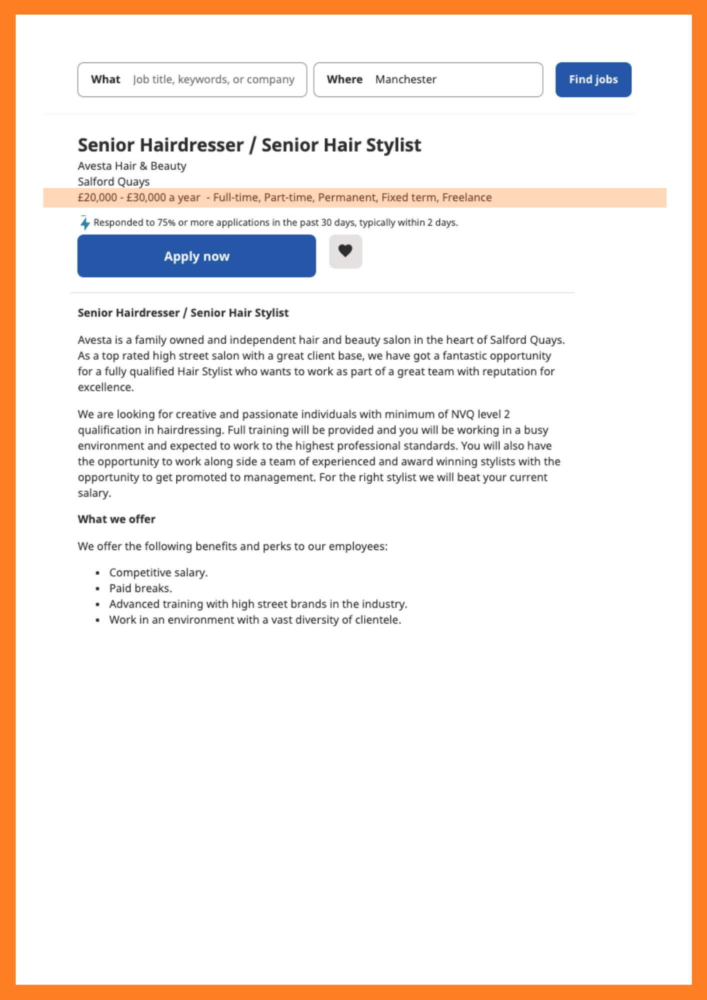 What Job title, keywords, or company Where Manchester Find jobs
Senior Hairdresser / Senior Hair Stylist
Avesta Hair & Beauty
Salford Quays
£20,000 - £30,000 a year - Full-time, Part-time, Permanent, Fixed term, Freelance
Responded to 75% or more applications in the past 30 days, typically within 2 days.
Apply now
Senior Hairdresser / Senior Hair Stylist
Avesta is a family owned and independent hair and beauty salon in the heart of Salford Quays.
As a top rated high street salon with a great client base, we have got a fantastic opportunity
for a fully qualified Hair Stylist who wants to work as part of a great team with reputation for
excellence.
We are looking for creative and passionate individuals with minimum of NVQ level 2
qualification in hairdressing. Full training will be provided and you will be working in a busy
environment and expected to work to the highest professional standards. You will also have
the opportunity to work along side a team of experienced and award winning stylists with the
opportunity to get promoted to management. For the right stylist we will beat your current
salary.
What we offer
We offer the following benefits and perks to our employees:
• Competitive salary.
• Paid breaks.
• Advanced training with high street brands in the industry.
• Work in an environment with a vast diversity of clientele.